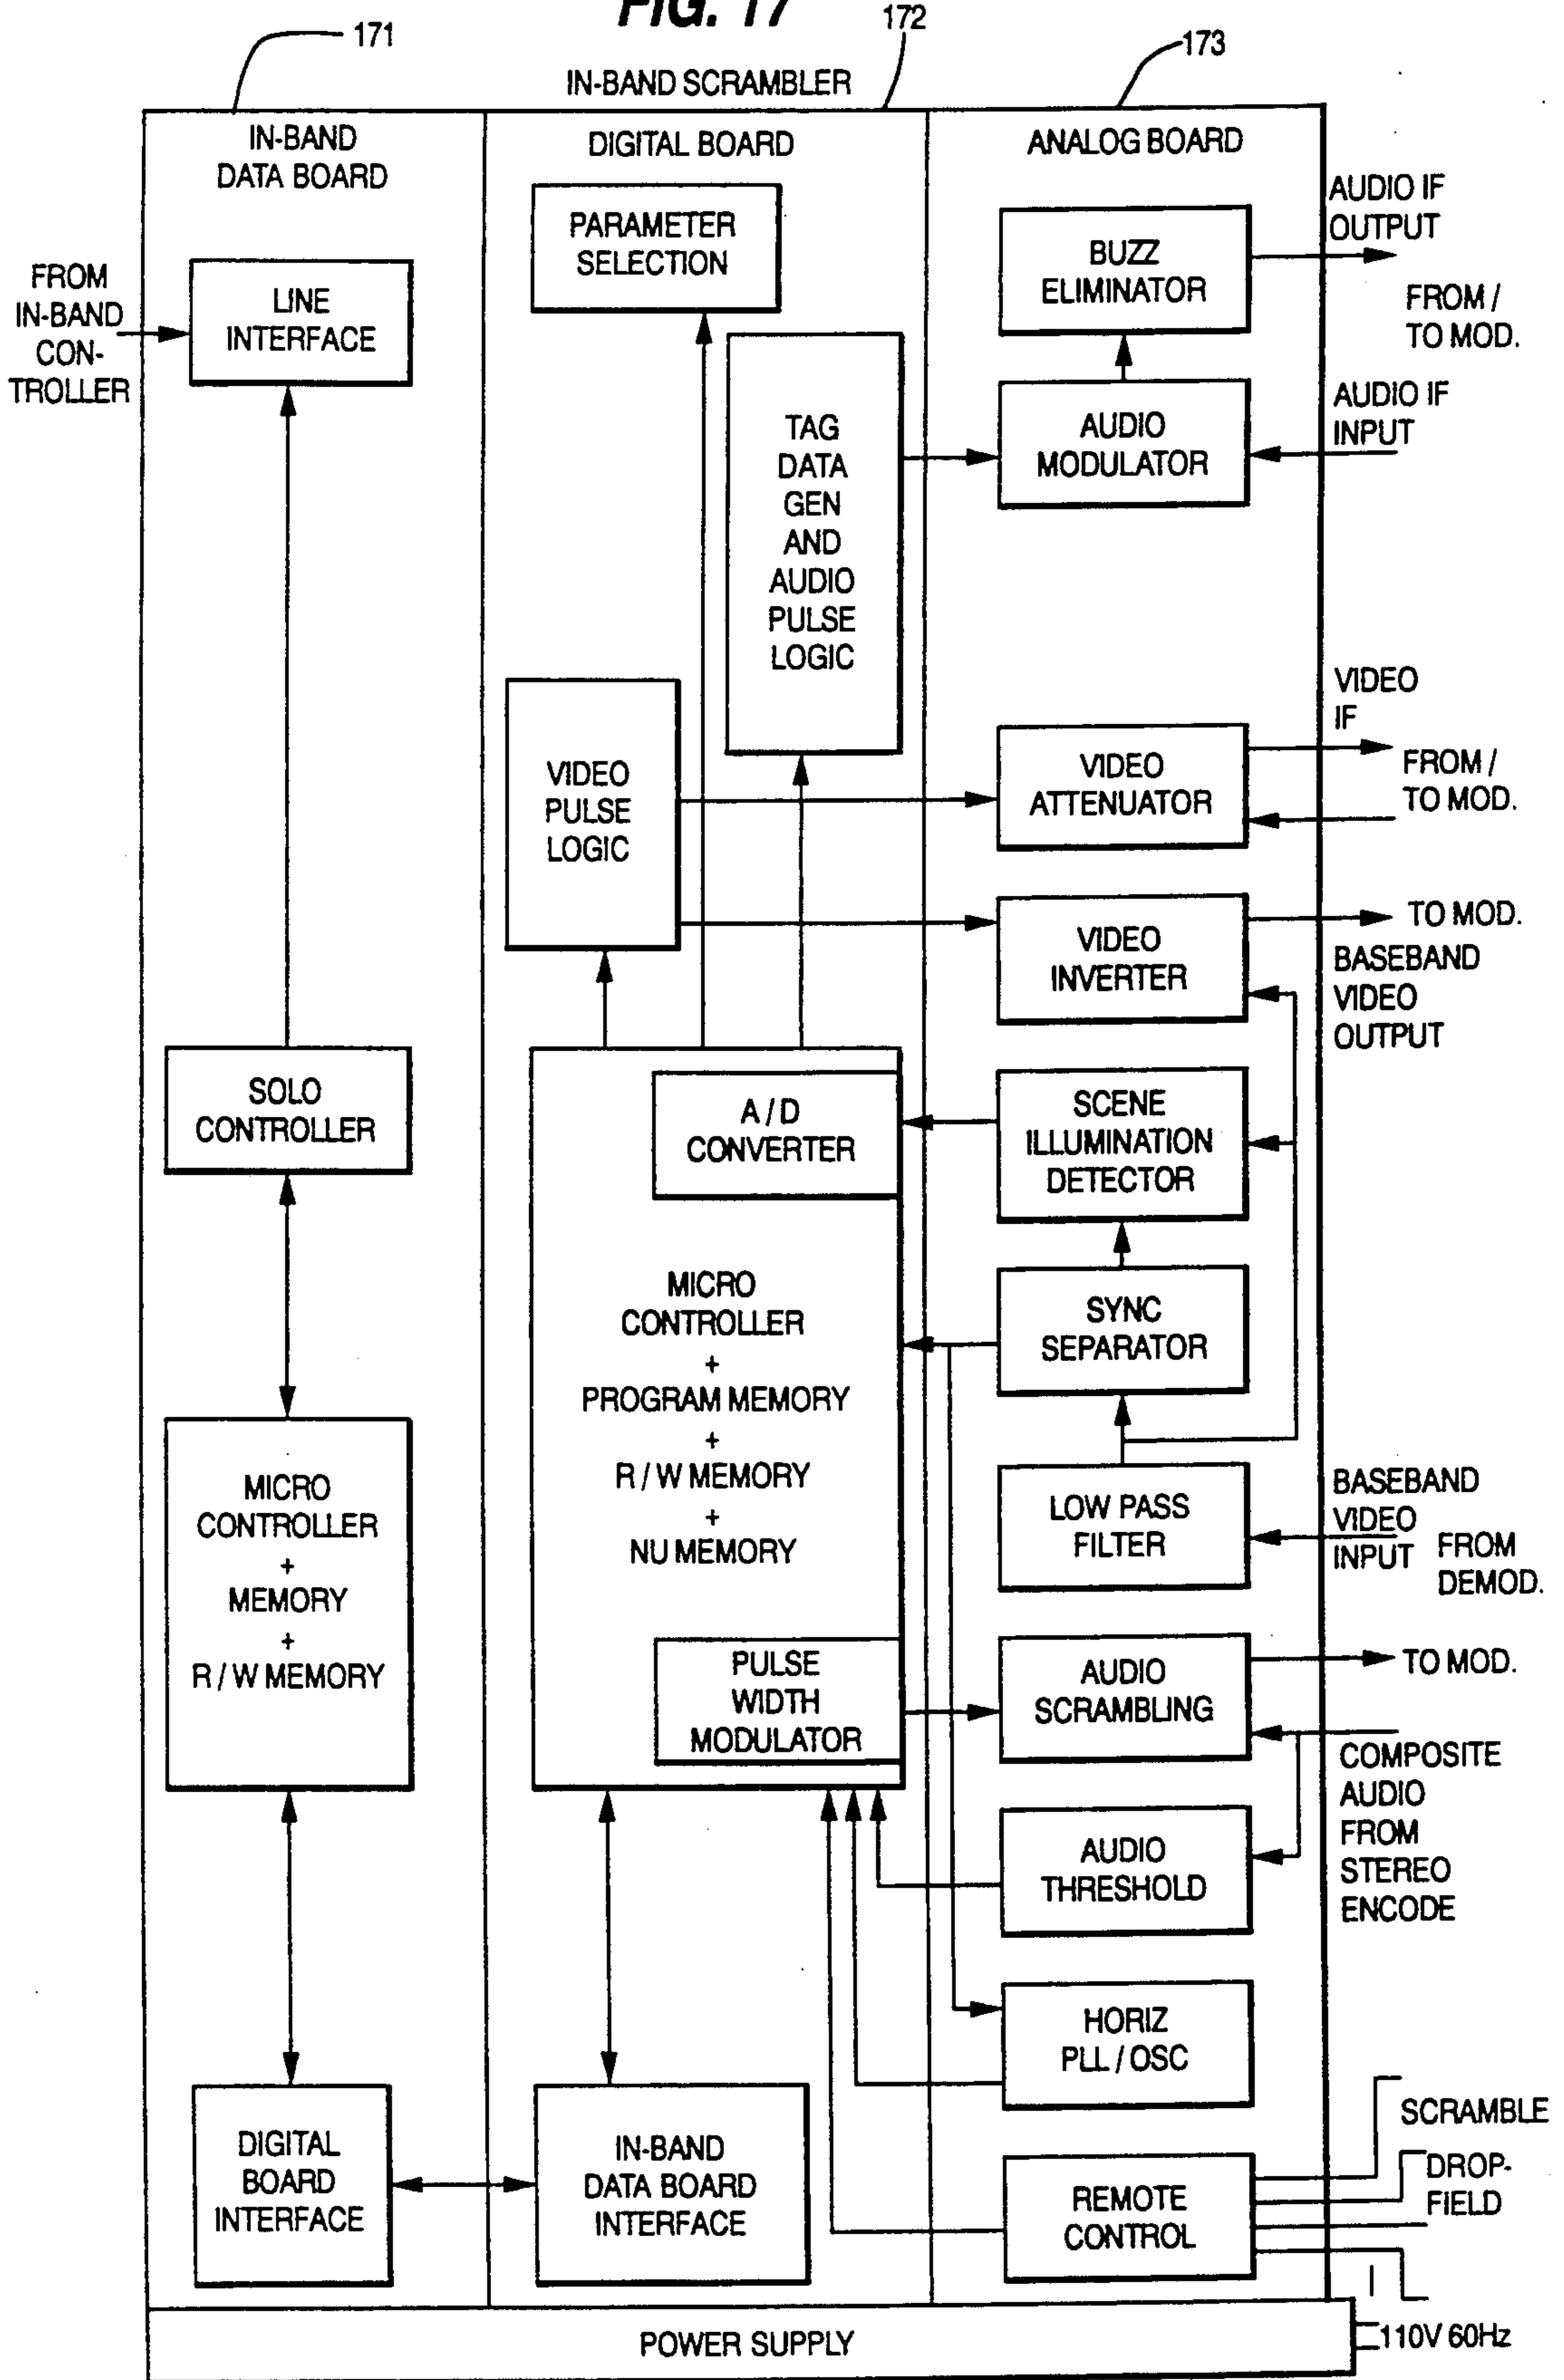 FIG. 17
171
172
173
IN-BAND SCRAMBLER
IN-BAND
DATA BOARD
DIGITAL BOARD
ANALOG BOARD
FROM
IN-BAND
CON-
TROLLER
LINE
INTERFACE
SOLO
CONTROLLER
MICRO
CONTROLLER
+
MEMORY
+
R / W MEMORY
DIGITAL
BOARD
INTERFACE
PARAMETER
SELECTION
TAG
DATA
GEN
AND
AUDIO
PULSE
LOGIC
VIDEO
PULSE
LOGIC
A / D
CONVERTER
MICRO
CONTROLLER
+
PROGRAM MEMORY
+
R / W MEMORY
+
NU MEMORY
PULSE
WIDTH
MODULATOR
IN-BAND
DATA BOARD
INTERFACE
BUZZ
ELIMINATOR
AUDIO
MODULATOR
VIDEO
ATTENUATOR
VIDEO
INVERTER
SCENE
ILLUMINATION
DETECTOR
SYNC
SEPARATOR
LOW PASS
FILTER
AUDIO
SCRAMBLING
AUDIO
THRESHOLD
HORIZ
PLL / OSC
REMOTE
CONTROL
AUDIO IF
OUTPUT
FROM /
TO MOD.
AUDIO IF
INPUT
VIDEO
IF
FROM /
TO MOD.
TO MOD.
BASEBAND
VIDEO
OUTPUT
BASEBAND
VIDEO
INPUT
FROM
DEMOD.
TO MOD.
COMPOSITE
AUDIO
FROM
STEREO
ENCODE
SCRAMBLE
DROP-
FIELD
POWER SUPPLY
110V 60Hz